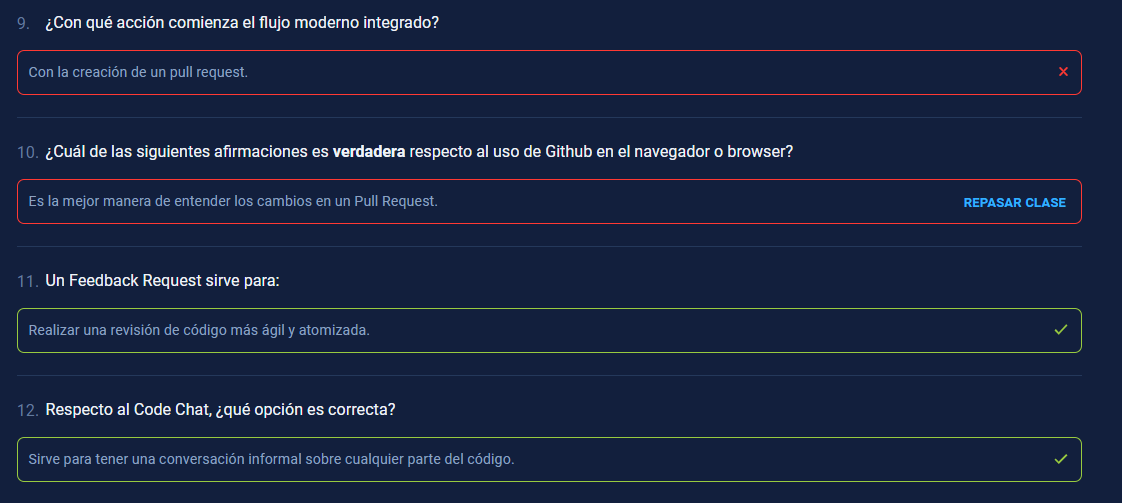 9. ¿Con qué acción comienza el flujo moderno integrado?
Con la creación de un pull request.
10. ¿Cuál de las siguientes afirmaciones es verdadera respecto al uso de Github en el navegador o browser?
Es la mejor manera de entender los cambios en un Pull Request. REPASAR CLASE
11. Un Feedback Request sirve para:
Realizar una revisión de código más ágil y atomizada.
12. Respecto al Code Chat, ¿qué opción es correcta?
Sirve para tener una conversación informal sobre cualquier parte del código.